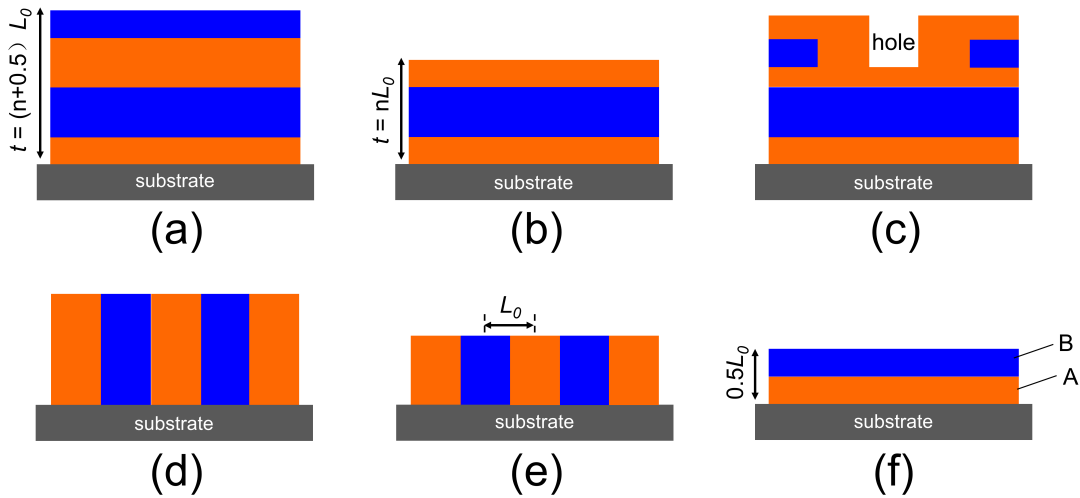 t = (n+0.5) L0
substrate
(a)
t = nL0
substrate
(b)
hole
substrate
(c)
substrate
(d)
L0
substrate
(e)
0.5L0
B
A
substrate
(f)